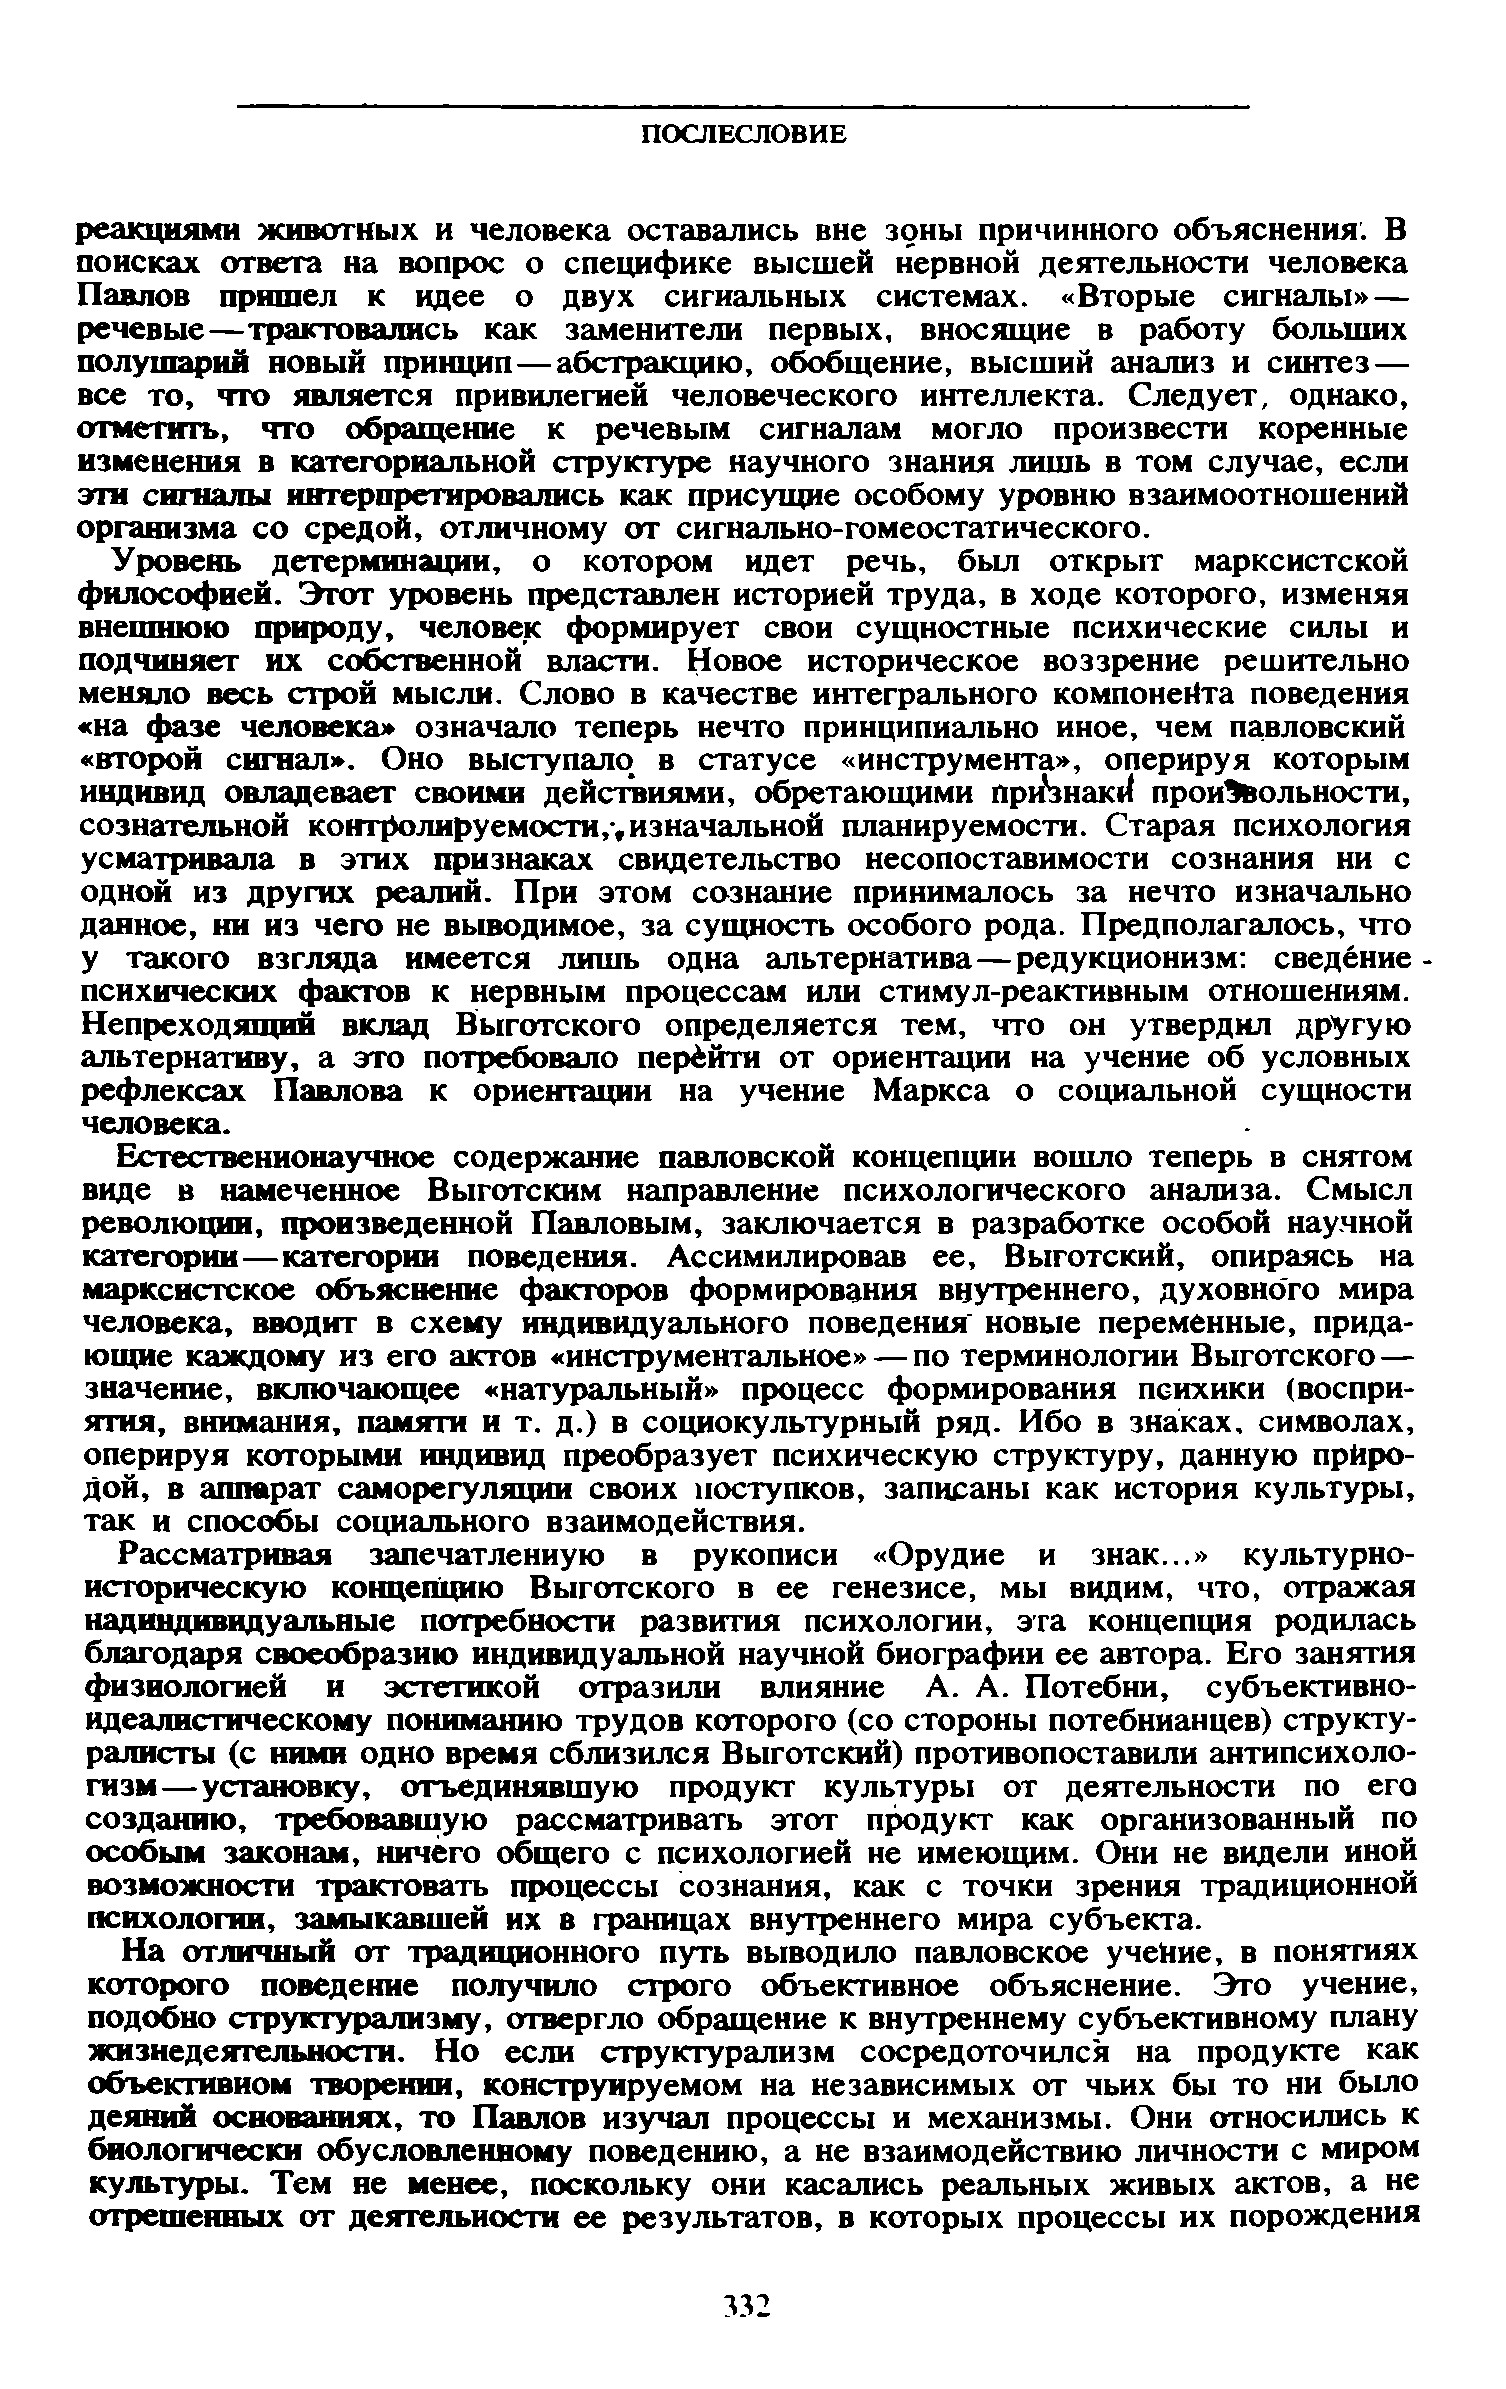 ПОСЛЕСЛОВИЕ
реакциями животных и человека оставались вне зоны причинного объяснения. В
поисках ответа на вопрос о специфике высшей нервной деятельности человека
Павлов пришел к идее о двух сигнальных системах. «Вторые сигналы»—
речевые—трактовались как заменители первых, вносящие в работу больших
полушарий новый принцип—абстракцию, обобщение, высший анализ и синтез—
все то, что является привилегией человеческого интеллекта. Следует, однако,
отметить, что обращение к речевым сигналам могло произвести коренные
изменения в категориальной структуре научного знания лишь в том случае, если
эти сигналы интерпретировались как присущие особому уровню взаимоотношений
организма со средой, отличному от сигнально-гомеостатического.
Уровень детерминации, о котором идет речь, был открыт марксистской
философией. Этот уровень представлен историей труда, в ходе которого, изменяя
внешнюю природу, человек формирует свои сущностные психические силы и
подчиняет их собственной власти. Новое историческое воззрение решительно
меняло весь строй мысли. Слово в качестве интегрального компонента поведения
«на фазе человека» означало теперь нечто принципиально иное, чем павловский
«второй сигнал». Оно выступало в статусе «инструмента», оперируя которым
индивид овладевает своими действиями, обретающими признаки произвольности,
сознательной контролируемости, изначальной планируемости. Старая психология
усматривала в этих признаках свидетельство несопоставимости сознания ни с
одной из других реалий. При этом сознание принималось за нечто изначально
данное, ни из чего не выводимое, за сущность особого рода. Предполагалось, что
у такого взгляда имеется лишь одна альтернатива—редукционизм: сведение
психических фактов к нервным процессам или стимул-реактивным отношениям.
Непреходящий вклад Выготского определяется тем, что он утвердил другую
альтернативу, а это потребовало перейти от ориентации на учение об условных
рефлексах Павлова к ориентации на учение Маркса о социальной сущности
человека.
Естественнонаучное содержание павловской концепции вошло теперь в снятом
виде в намеченное Выготским направление психологического анализа. Смысл
революции, произведенной Павловым, заключается в разработке особой научной
категории—категории поведения. Ассимилировав ее, Выготский, опираясь на
марксистское объяснение факторов формирования внутреннего, духовного мира
человека, вводит в схему индивидуального поведения новые переменные, прида-
ющие каждому из его актов «инструментальное»—по терминологии Выготского—
значение, включающее «натуральный» процесс формирования психики (воспри-
ятия, внимания, памяти и т. д.) в социокультурный ряд. Ибо в знаках, символах,
оперируя которыми индивид преобразует психическую структуру, данную приро-
дой, в аппарат саморегуляции своих поступков, записаны как история культуры,
так и способы социального взаимодействия.
Рассматривая запечатленную в рукописи «Орудие и знак...» культурно-
историческую концепцию Выготского в ее генезисе, мы видим, что, отражая
надиндивидуальные потребности развития психологии, эта концепция родилась
благодаря своеобразию индивидуальной научной биографии ее автора. Его занятия
физиологией и эстетикой отразили влияние А. А. Потебни, субъективно-
идеалистическому пониманию трудов которого (со стороны потебнианцев) структу-
ралисты (с ними одно время сблизился Выготский) противопоставили антипсихоло-
гизм—установку, отъединявшую продукт культуры от деятельности по его
созданию, требовавшую рассматривать этот продукт как организованный по
особым законам, ничего общего с психологией не имеющим. Они не видели иной
возможности трактовать процессы сознания, как с точки зрения традиционной
психологии, замыкавшей их в границах внутреннего мира субъекта.
На отличный от традиционного путь выводило павловское учение, в понятиях
которого поведение получило строго объективное объяснение. Это учение,
подобно структурализму, отвергло обращение к внутреннему субъективному плану
жизнедеятельности. Но если структурализм сосредоточился на продукте как
объективном творении, конструируемом на независимых от чьих бы то ни было
деяний основаниях, то Павлов изучал процессы и механизмы. Они относились к
биологически обусловленному поведению, а не взаимодействию личности с миром
культуры. Тем не менее, поскольку они касались реальных живых актов, а не
отрешенных от деятельности ее результатов, в которых процессы их порождения
332